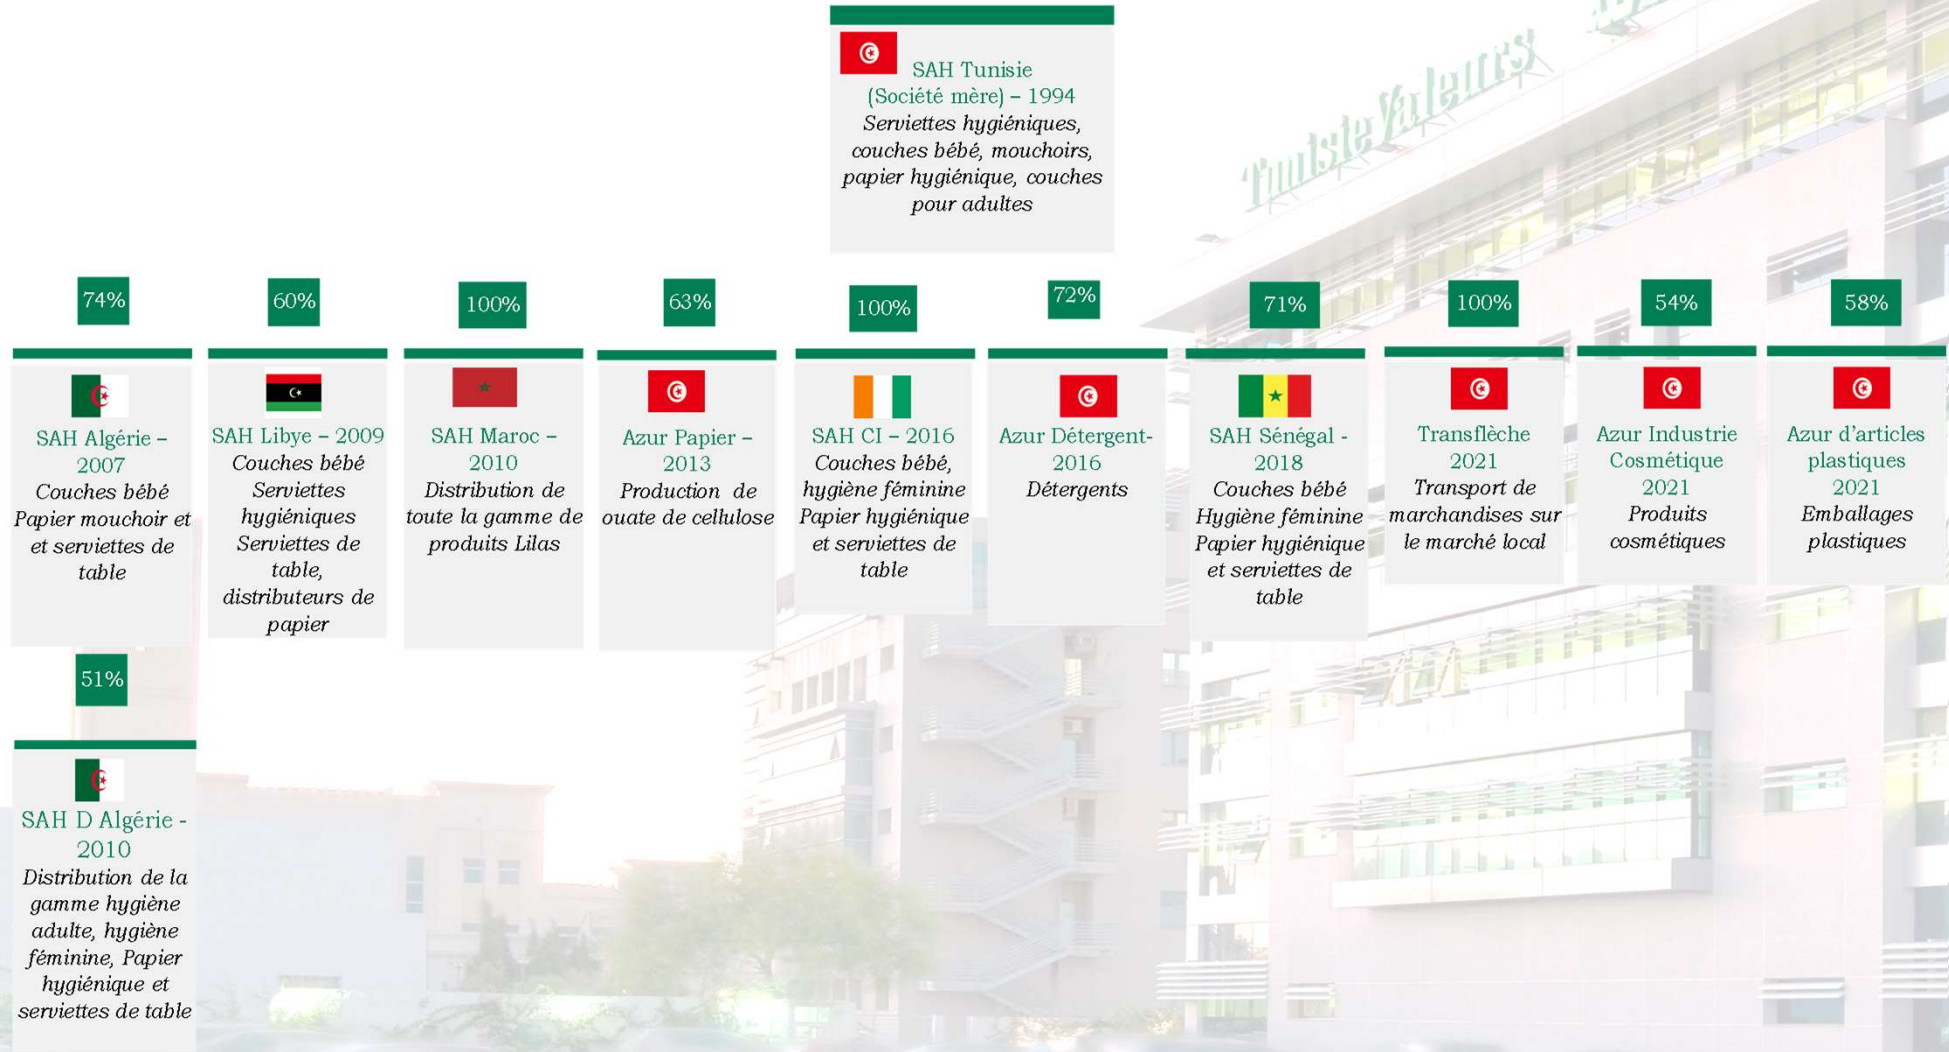 SAH Tunisie
(Société mère) – 1994
Serviettes hygiéniques,
couches bébé, mouchoirs,
papier hygiénique, couches
pour adultes
Tunisie Valeurs
74%
SAH Algérie –
2007
Couches bébé
Papier mouchoir et
et serviettes de
table
60%
SAH Libye – 2009
Couches bébé
Serviettes
hygiéniques
Serviettes de
table,
distributeurs de
papier
100%
SAH Maroc –
2010
Distribution de
toute la gamme de
produits Lilas
63%
Azur Papier –
2013
Production de
ouate de cellulose
100%
SAH CI – 2016
Couches bébé,
hygiène féminine
Papier hygiénique
et serviettes de
table
72%
Azur Détergent-
2016
Détergents
71%
SAH Sénégal -
2018
Couches bébé
Hygiène féminine
Papier hygiénique
et serviettes de
table
100%
Transflèche
2021
Transport de
marchandises sur
le marché local
54%
Azur Industrie
Cosmétique
2021
Produits
cosmétiques
58%
Azur d'articles
plastiques
2021
Emballages
plastiques
51%
SAH D Algérie -
2010
Distribution de la
gamme hygiène
adulte, hygiène
féminine, Papier
hygiénique et
serviettes de table